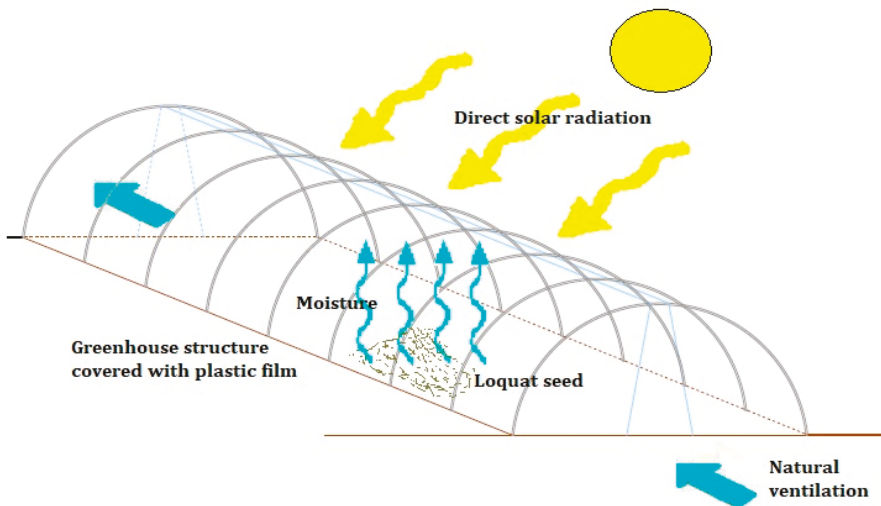 Direct solar radiation
Moisture
Greenhouse structure
covered with plastic film
Loquat seed
Natural
ventilation